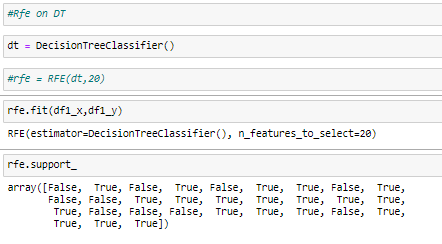 #Rfe on DT
dt = DecisionTreeClassifier()
#rfe = RFE(dt,20)
rfe.fit(df1_x,df1_y)
RFE(estimator=DecisionTreeClassifier(), n_features_to_select=20)
rfe.support_
array([False,  True, False,  True, False,  True,  True, False,  True,
       False, False,  True,  True,  True,  True,  True,  True,  True,
        True, False, False, False,  True,  True,  True, False,  True,
        True,  True,  True])